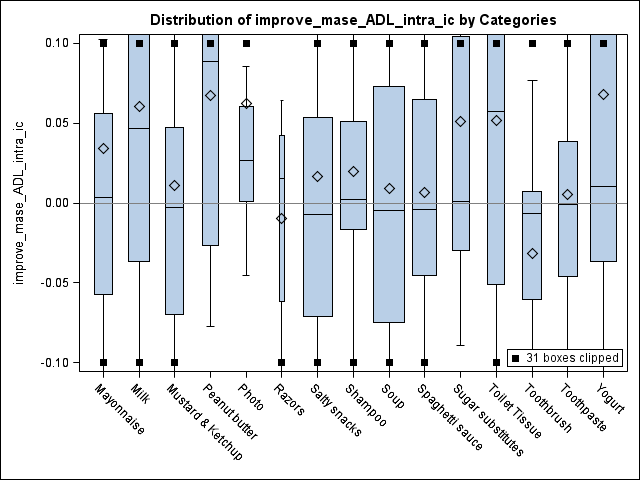 Distribution of improve_mase_ADL_intra_ic by Categories
improve_mase_ADL_intra_ic
0.10
0.05
0.00
-0.05
-0.10
31 boxes clipped
Mayonnaise
Milk
Mustard & Ketchup
Peanut butter
Photo
Razors
Salty snacks
Shampoo
Soup
Spaghetti sauce
Sugar substitutes
Toilet Tissue
Toothbrush
Toothpaste
Yogurt